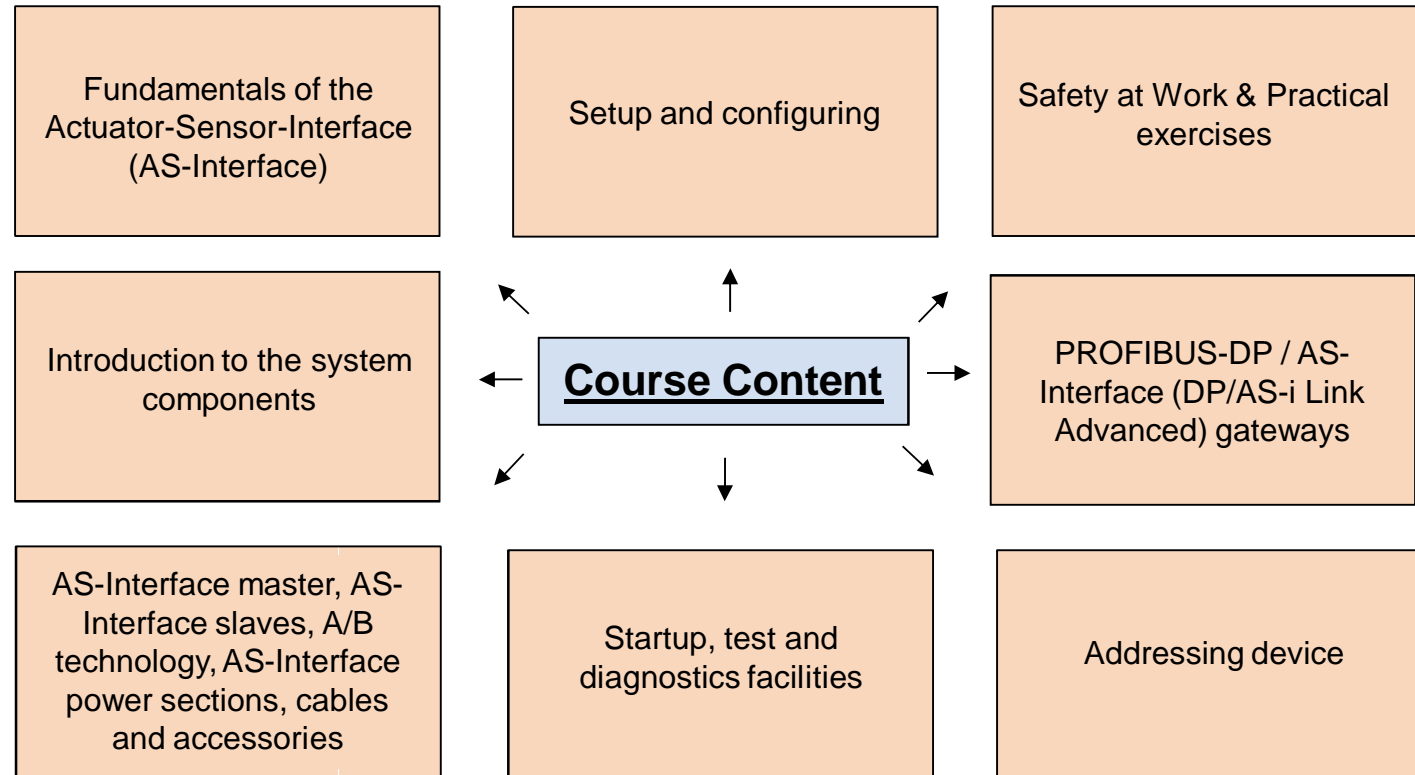 Fundamentals of the
Actuator-Sensor-Interface
(AS-Interface)
Setup and configuring
Safety at Work & Practical
exercises
Introduction to the system
components
Course Content
PROFIBUS-DP / AS-
Interface (DP/AS-i Link
Advanced) gateways
AS-Interface master, AS-
Interface slaves, A/B
technology, AS-Interface
power sections, cables
and accessories
Startup, test and
diagnostics facilities
Addressing device